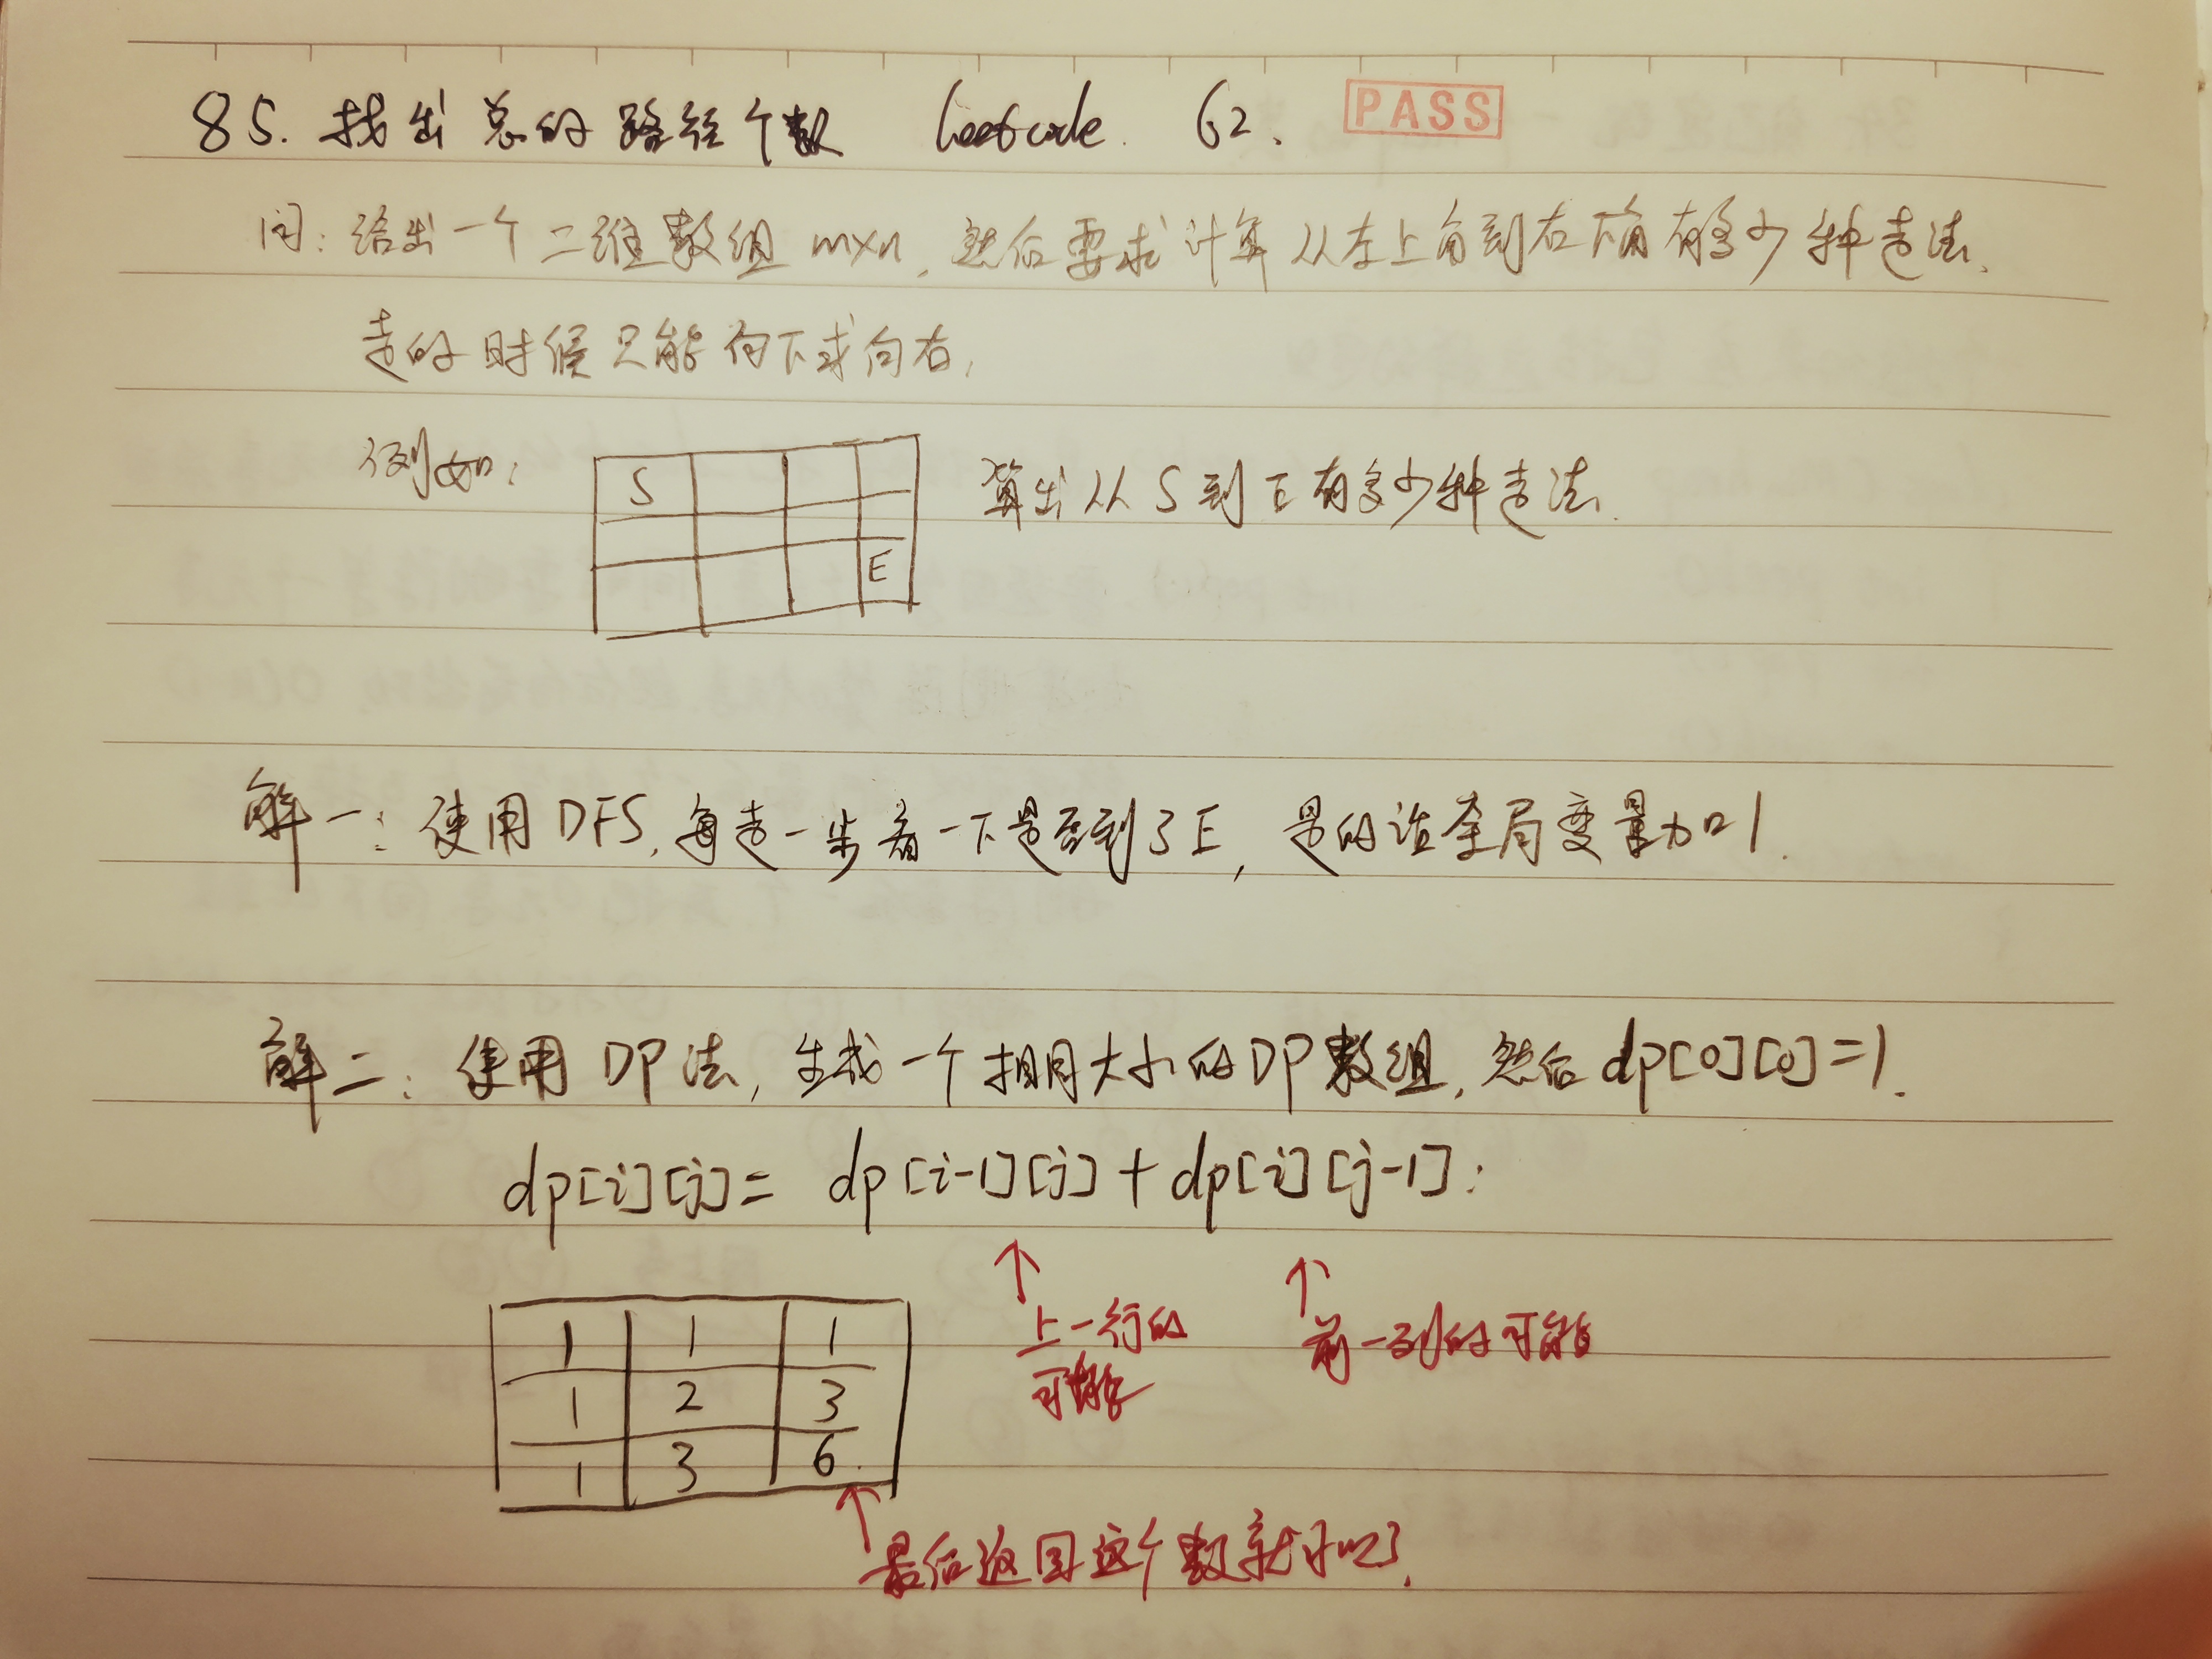 85. 找出总的路径个数 leetcode. 62. PASS
问: 给出一个二维数组 m×n, 然后要求计算从左上角到右下角有多少种走法.
走的时候只能向下或向右.
例如: S E 算出从S到E有多少种走法.
解一: 使用DFS, 每走一步看一下是否到了E, 是的话全局变量加1.
解二: 使用DP法, 生成一个相同大小的DP数组, 然后dp[0][0]=1.
dp[i][j]= dp[i-1][j]+dp[i][j-1];
上一行的可能 前一列的可能
1 1 1
1 2 3
1 3 6
最后返回这个数就可以了.